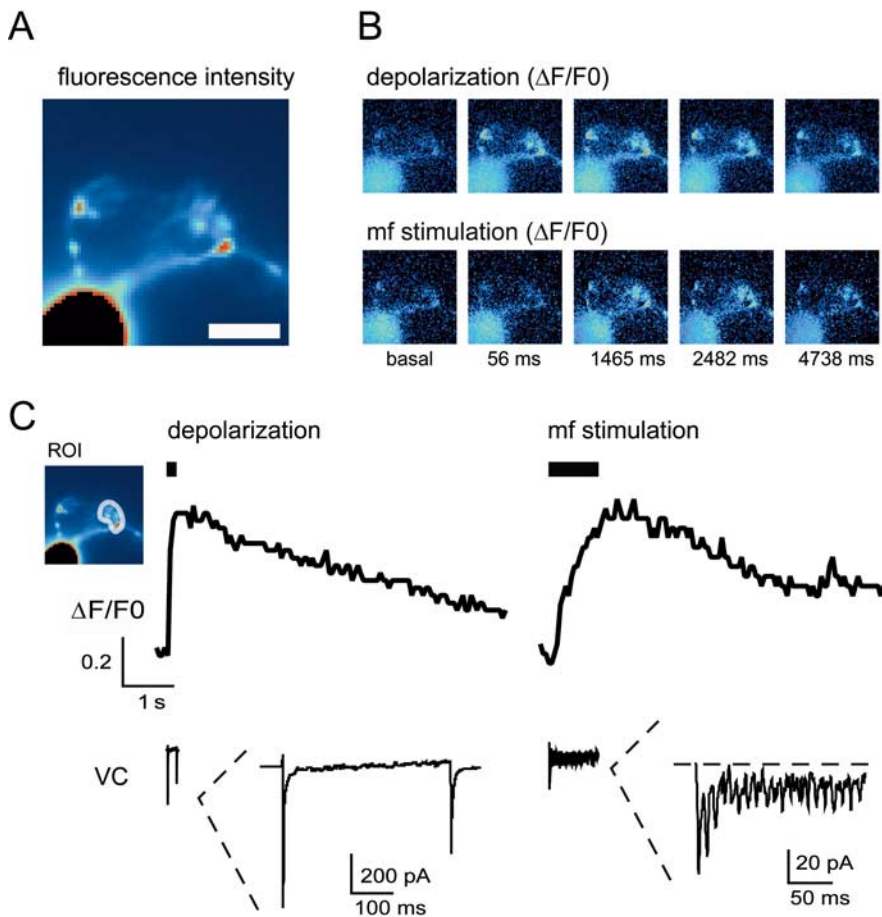 A
fluorescence intensity
B
depolarization (ΔF/F0)
mf stimulation (ΔF/F0)
basal 56 ms 1465 ms 2482 ms 4738 ms
C
depolarization mf stimulation
ROI
ΔF/F0
0.2
1 s
VC
200 pA
100 ms
20 pA
50 ms